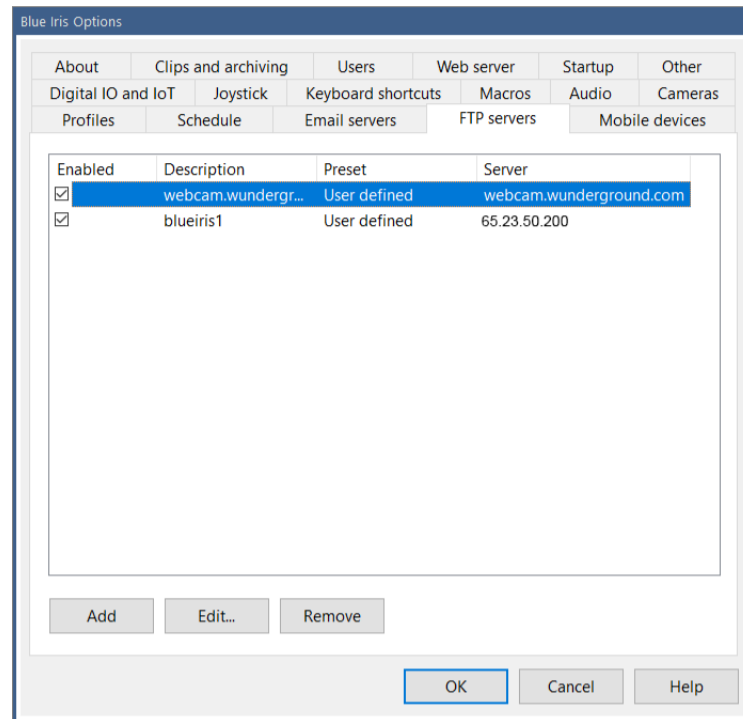 Blue Iris Options
About Clips and archiving Users Web server Startup Other
Digital IO and IoT Joystick Keyboard shortcuts Macros Audio Cameras
Profiles Schedule Email servers FTP servers Mobile devices
Enabled Description Preset Server
webcam.wundergr... User defined webcam.wunderground.com
blueiris1 User defined 65.23.50.200
Add Edit... Remove
OK Cancel Help